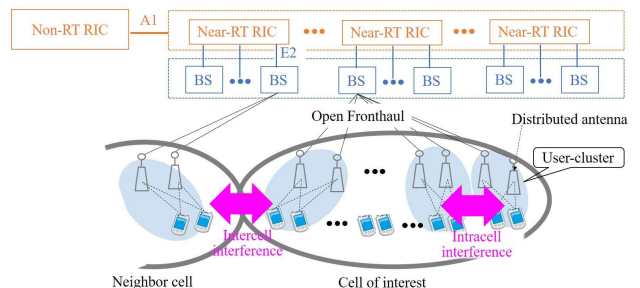 Non-RT RIC
A1
Near-RT RIC
Near-RT RIC
Near-RT RIC
E2
BS
BS
BS
BS
BS
BS
Open Fronthaul
Distributed antenna
User-cluster
Intercell
interference
Intracell
interference
Neighbor cell
Cell of interest